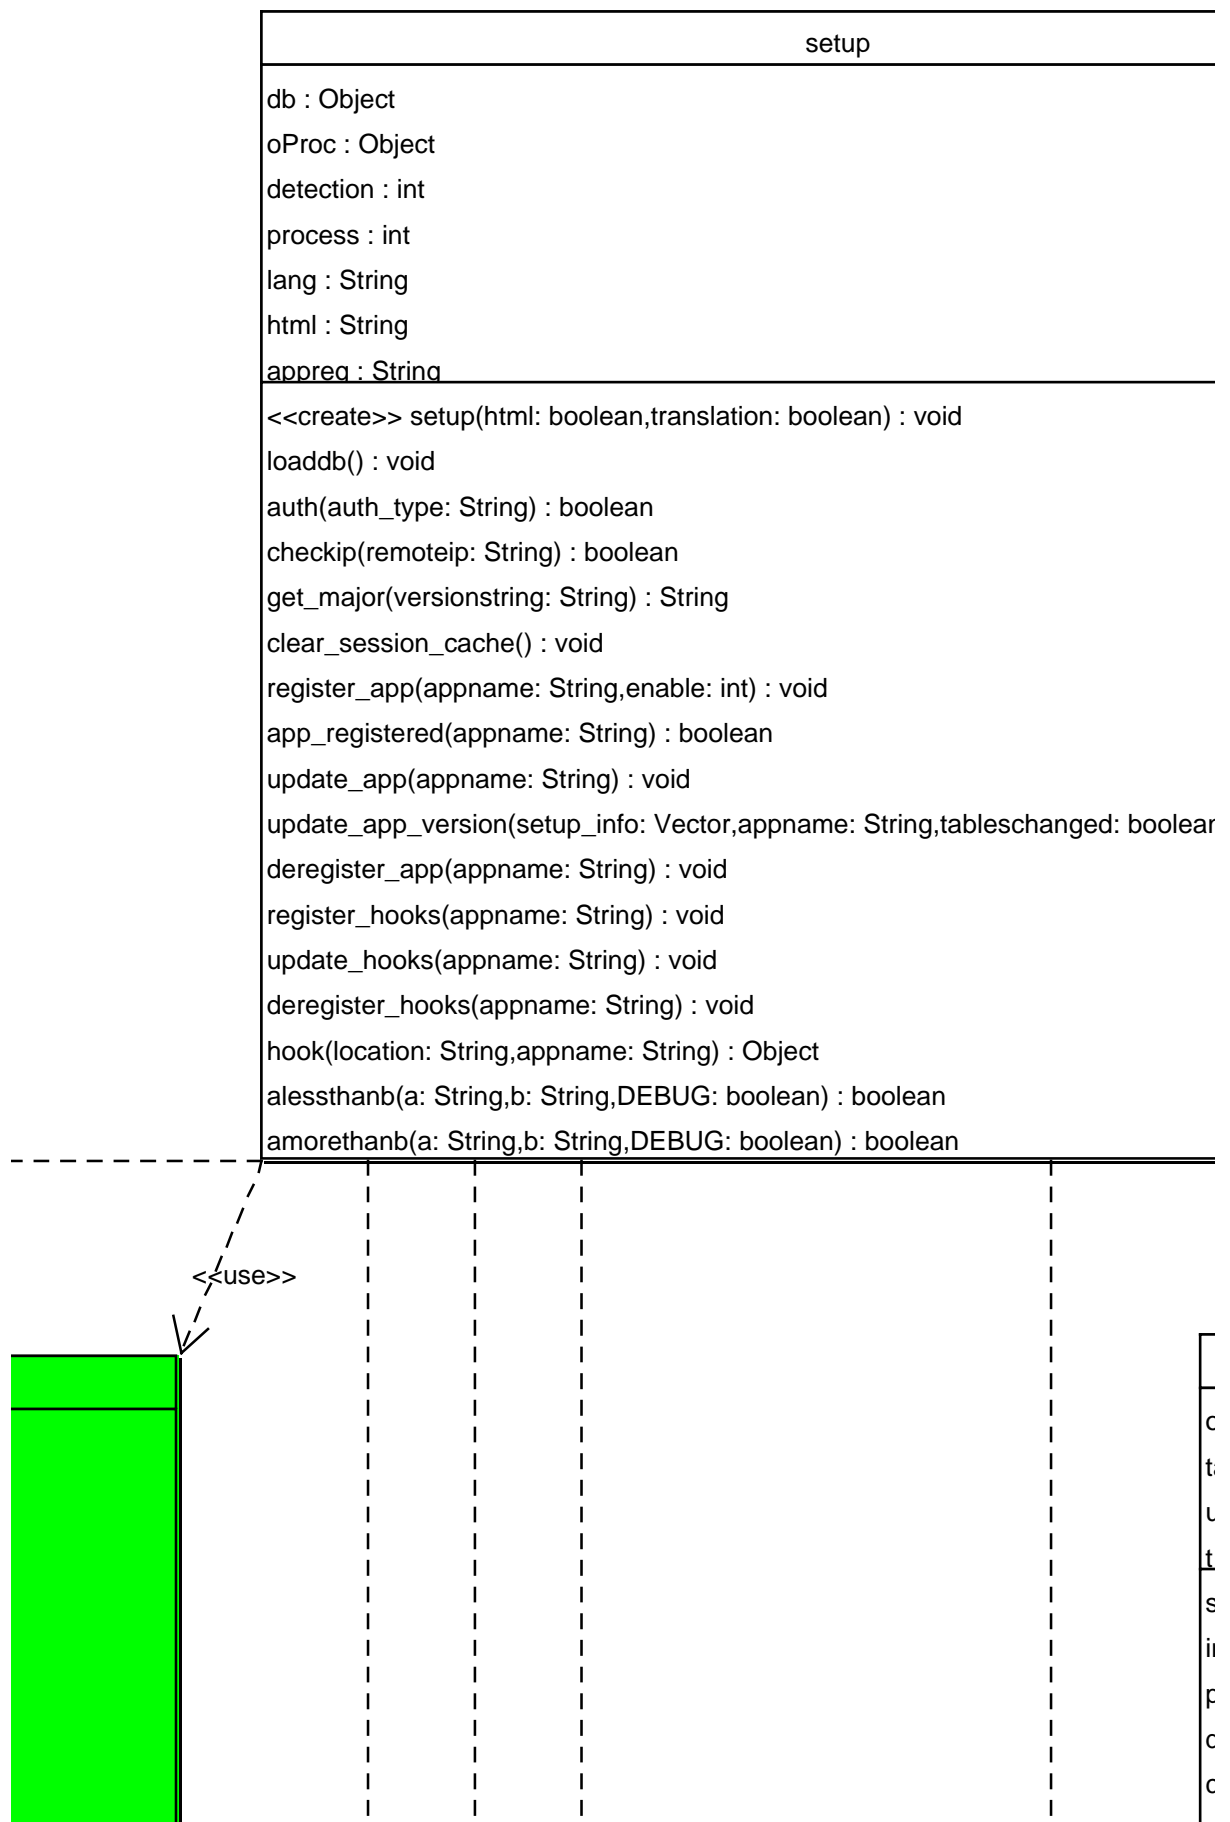 setup
db : Object
oProc : Object
detection : int
process : int
lang : String
html : String
appreg : String
<<create>> setup(html: boolean,translation: boolean) : void
loaddb() : void
auth(auth_type: String) : boolean
checkip(remoteip: String) : boolean
get_major(versionstring: String) : String
clear_session_cache() : void
register_app(appname: String,enable: int) : void
app_registered(appname: String) : boolean
update_app(appname: String) : void
update_app_version(setup_info: Vector,appname: String,tableschanged:
deregister_app(appname: String) : void
register_hooks(appname: String) : void
update_hooks(appname: String) : void
deregister_hooks(appname: String) : void
hook(location: String,appname: String) : Object
alessthanb(a: String,b: String,DEBUG: boolean) : boolean
amorethanb(a: String,b: String,DEBUG: boolean) : boolean
<<use>>